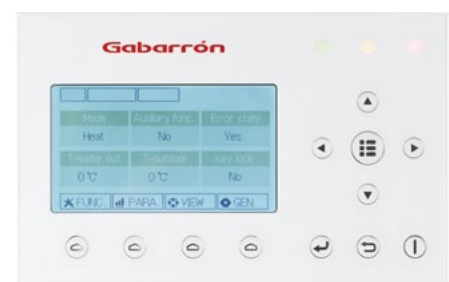 Gabarrón
Mode Auxiliary func. Error state
Heat No Yes
T-water out T-outdoor Key lock
0 °C 0 °C No
FUNC. PARA. VIEW GEN.